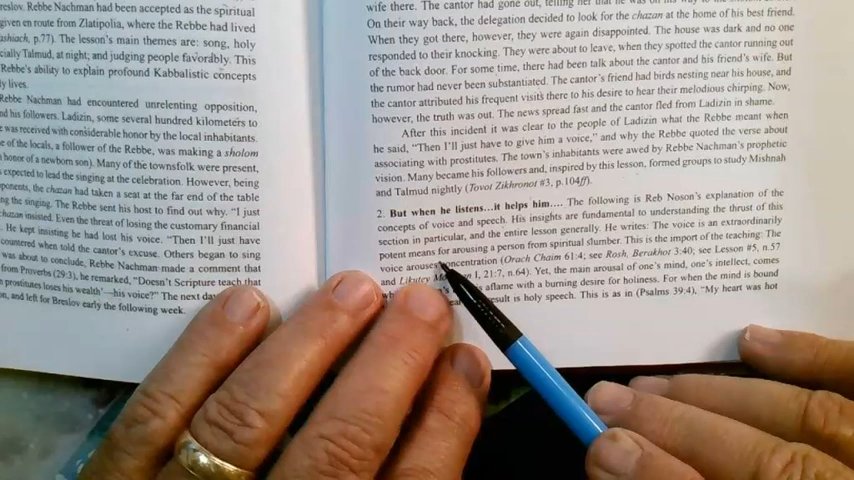 reslov. Rebbe Nachman had been accepted as the spiritual
given en route from Zlatipolia, where the Rebbe had lived
ashiach, p.77). The lesson's main themes are: song, holy
cially Talmud, at night; and judging people favorably. This
Rebbe's ability to explain profound Kabbalistic concepts
ly lives.
Rebbe Nachman had encountered unrelenting opposition,
nd his followers. Ladizin, some several hundred kilometers to
e was received with considerable honor by the local inhabitants.
e of the locals, a follower of the Rebbe, was making a sholom
honor of a newborn son). Many of the townsfolk were present,
expected to lead the singing at the celebration. However, being
ponents, the chazan had taken a seat at the far end of the table
ng the singing. The Rebbe sent his host to find out why. "I just
chazan insisted. Even the threat of losing the customary financial
. He kept insisting he had lost his voice. "Then I'll just have
countered when told the cantor's excuse. Others began to sing
was about to conclude, Rebbe Nachman made a comment that
from Proverbs (29:3), he remarked, "Doesn't Scripture teach that
prostitutes loses his wealth'—his voice?" The next
on, and left for Breslov early the following week.
wife there. The cantor had gone out, telling her that he was on his way to the
On their way back, the delegation decided to look for the chazan at the home of his best friend.
When they got there, however, they were again disappointed. The house was dark and no one
responded to their knocking. They were about to leave, when they spotted the cantor running out
of the back door. For some time, there had been talk about the cantor and his friend's wife. But
the rumor had never been substantiated. The cantor's friend had birds nesting near his house, and
the cantor attributed his frequent visits there to his desire to hear their melodious chirping. Now,
however, the truth was out. The news spread fast and the cantor fled from Ladizin in shame.
After this incident it was clear to the people of Ladizin what the Rebbe meant when
he said, "Then I'll just have to give him a voice," and why the Rebbe quoted the verse about
associating with prostitutes. The town's inhabitants were awed by Rebbe Nachman's prophetic
vision. Many became his followers and, inspired by this lesson, formed groups to study Mishnah
and Talmud nightly (Tovot Zikhronot #3, p.104ff).
2. But when he listens...it helps him.... The following is Reb Noson's explanation of the
concepts of voice and speech. His insights are fundamental to understanding the thrust of this
section in particular, and the entire lesson generally. He writes: The voice is an extraordinarily
potent means for arousing a person from spiritual slumber. This is the import of the teaching: The
voice arouses concentration (Orach Chaim 61:4; see Rosh, Berakhot 3:40; see Lesson #5, n.57
and Likutey I, 21:7, n.64). Yet, the main arousal of one's mind, one's intellect, comes
aflame with a burning desire for holiness. For when the mind is bound
result is holy speech. This is as in (Psalms 39:4), "My heart was hot